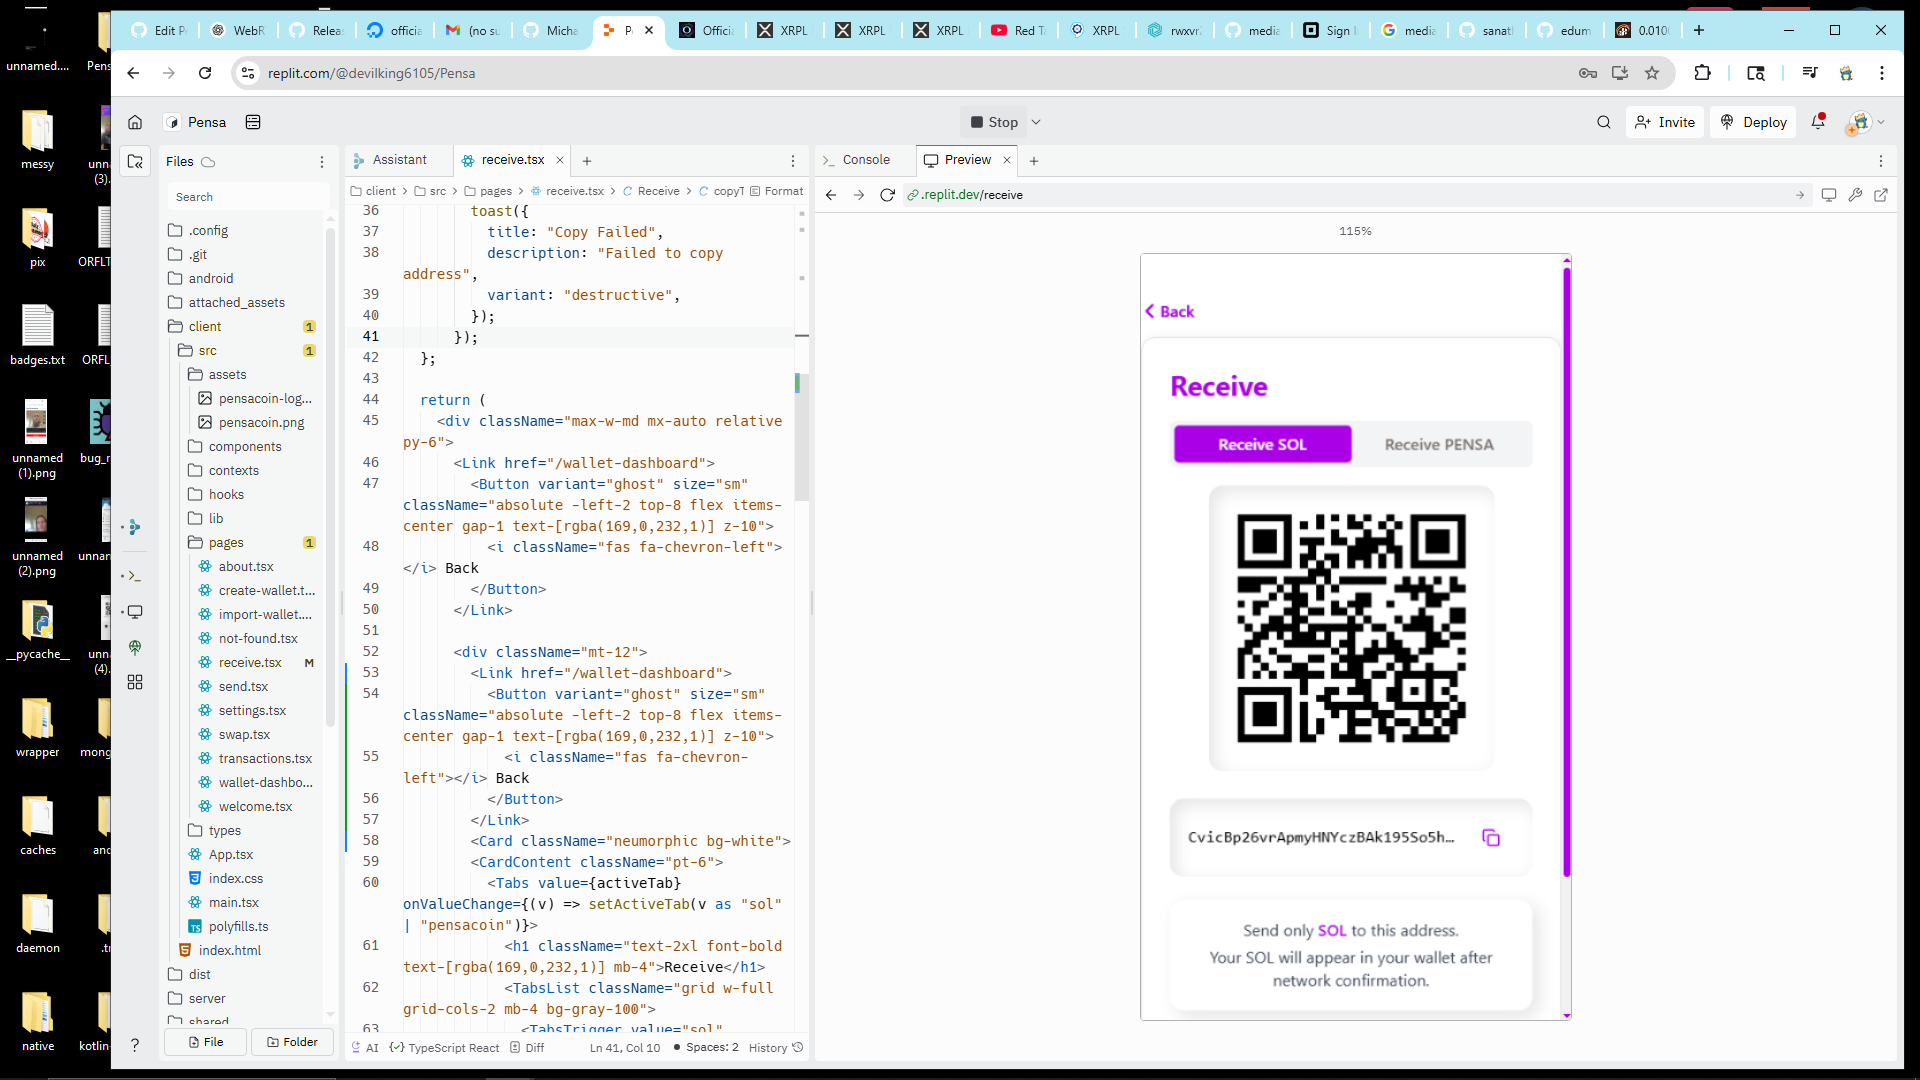 unnamed....
Pens
messy
unn
(3).
pix
ORFLT
badges.txt
ORFL
unnamed
(1).png
bug_r
unnamed
(2).png
unnan
__pycache__
unn
(4).
wrapper
mong
caches
and
daemon
.tr
native
kotlin-
Edit P
WebR
Relea
officia
(no su
Micha
P
Offici
XRPL
XRPL
XRPL
Red Ta
XRPL
rwxvr
media
Sign I
media
sanat
edum
0.010
replit.com/@devilking6105/Pensa
Pensa
Stop
Invite
Deploy
Files
Search
.config
.git
android
attached_assets
client 1
src 1
assets
pensacoin-log...
pensacoin.png
components
contexts
hooks
lib
pages 1
about.tsx
create-wallet.t...
import-wallet....
not-found.tsx
receive.tsx M
send.tsx
settings.tsx
swap.tsx
transactions.tsx
wallet-dashbo...
welcome.tsx
types
App.tsx
index.css
main.tsx
TS polyfills.ts
index.html
dist
server
shared
File
Folder
?
Assistant
receive.tsx
client > src > pages > receive.tsx > Receive > copyT Format
36 toast({
37 title: "Copy Failed",
38 description: "Failed to copy
address",
39 variant: "destructive",
40 });
41 });
42 };
43
44 return (
45 <div className="max-w-md mx-auto relative
py-6">
46 <Link href="/wallet-dashboard">
47 <Button variant="ghost" size="sm"
className="absolute -left-2 top-8 flex items-
center gap-1 text-[rgba(169,0,232,1)] z-10">
48 <i className="fas fa-chevron-left">
</i> Back
49 </Button>
50 </Link>
51
52 <div className="mt-12">
53 <Link href="/wallet-dashboard">
54 <Button variant="ghost" size="sm"
className="absolute -left-2 top-8 flex items-
center gap-1 text-[rgba(169,0,232,1)] z-10">
55 <i className="fas fa-chevron-
left"></i> Back
56 </Button>
57 </Link>
58 <Card className="neumorphic bg-white">
59 <CardContent className="pt-6">
60 <Tabs value={activeTab}
onValueChange={(v) => setActiveTab(v as "sol"
| "pensacoin")}>
61 <h1 className="text-2xl font-bold
text-[rgba(169,0,232,1)] mb-4">Receive</h1>
62 <TabsList className="grid w-full
grid-cols-2 mb-4 bg-gray-100">
63 <TabsTrigger value="sol"
AI
TypeScript React
Diff
Ln 41, Col 10
Spaces: 2
History
Console
Preview
.replit.dev/receive
115%
Back
Receive
Receive SOL
Receive PENSA
CvicBp26vrApmyHNYczBAk195So5h...
Send only SOL to this address.
Your SOL will appear in your wallet after
network confirmation.